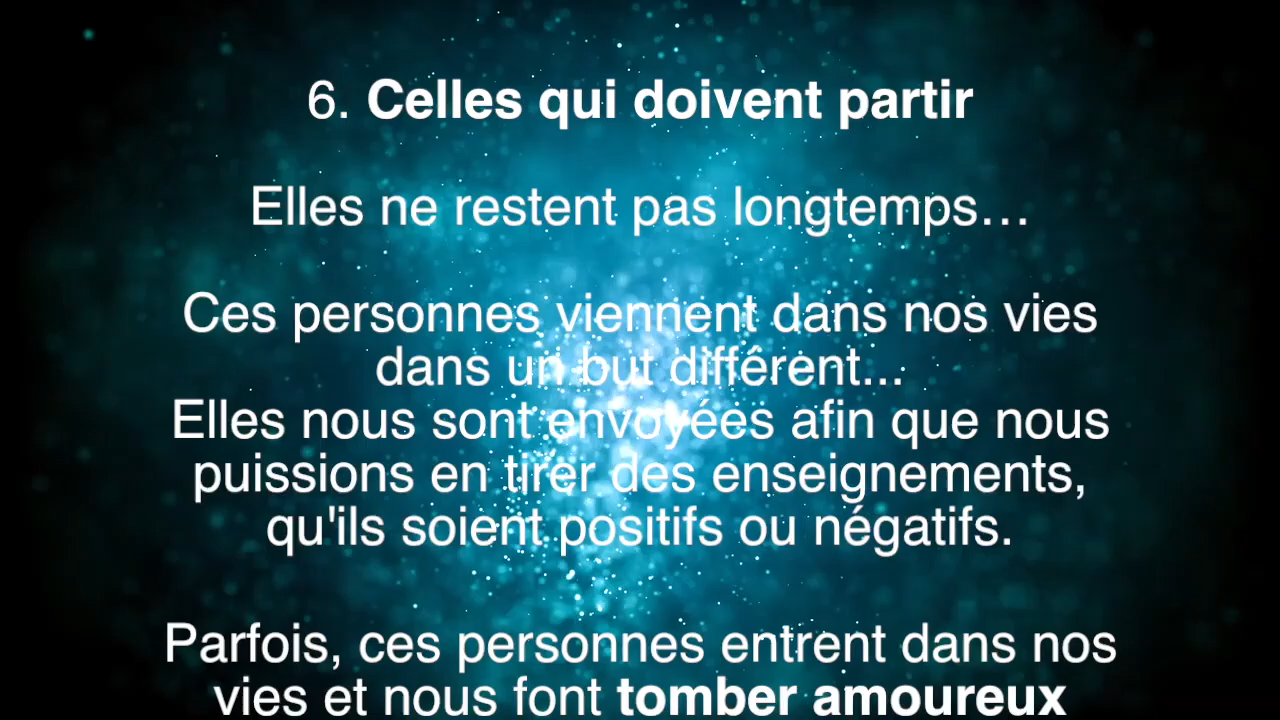 6. Celles qui doivent partir
Elles ne restent pas longtemps…
Ces personnes viennent dans nos vies
dans un but différent...
Elles nous sont envoyées afin que nous
puissions en tirer des enseignements,
qu'ils soient positifs ou négatifs.
Parfois, ces personnes entrent dans nos
vies et nous font tomber amoureux